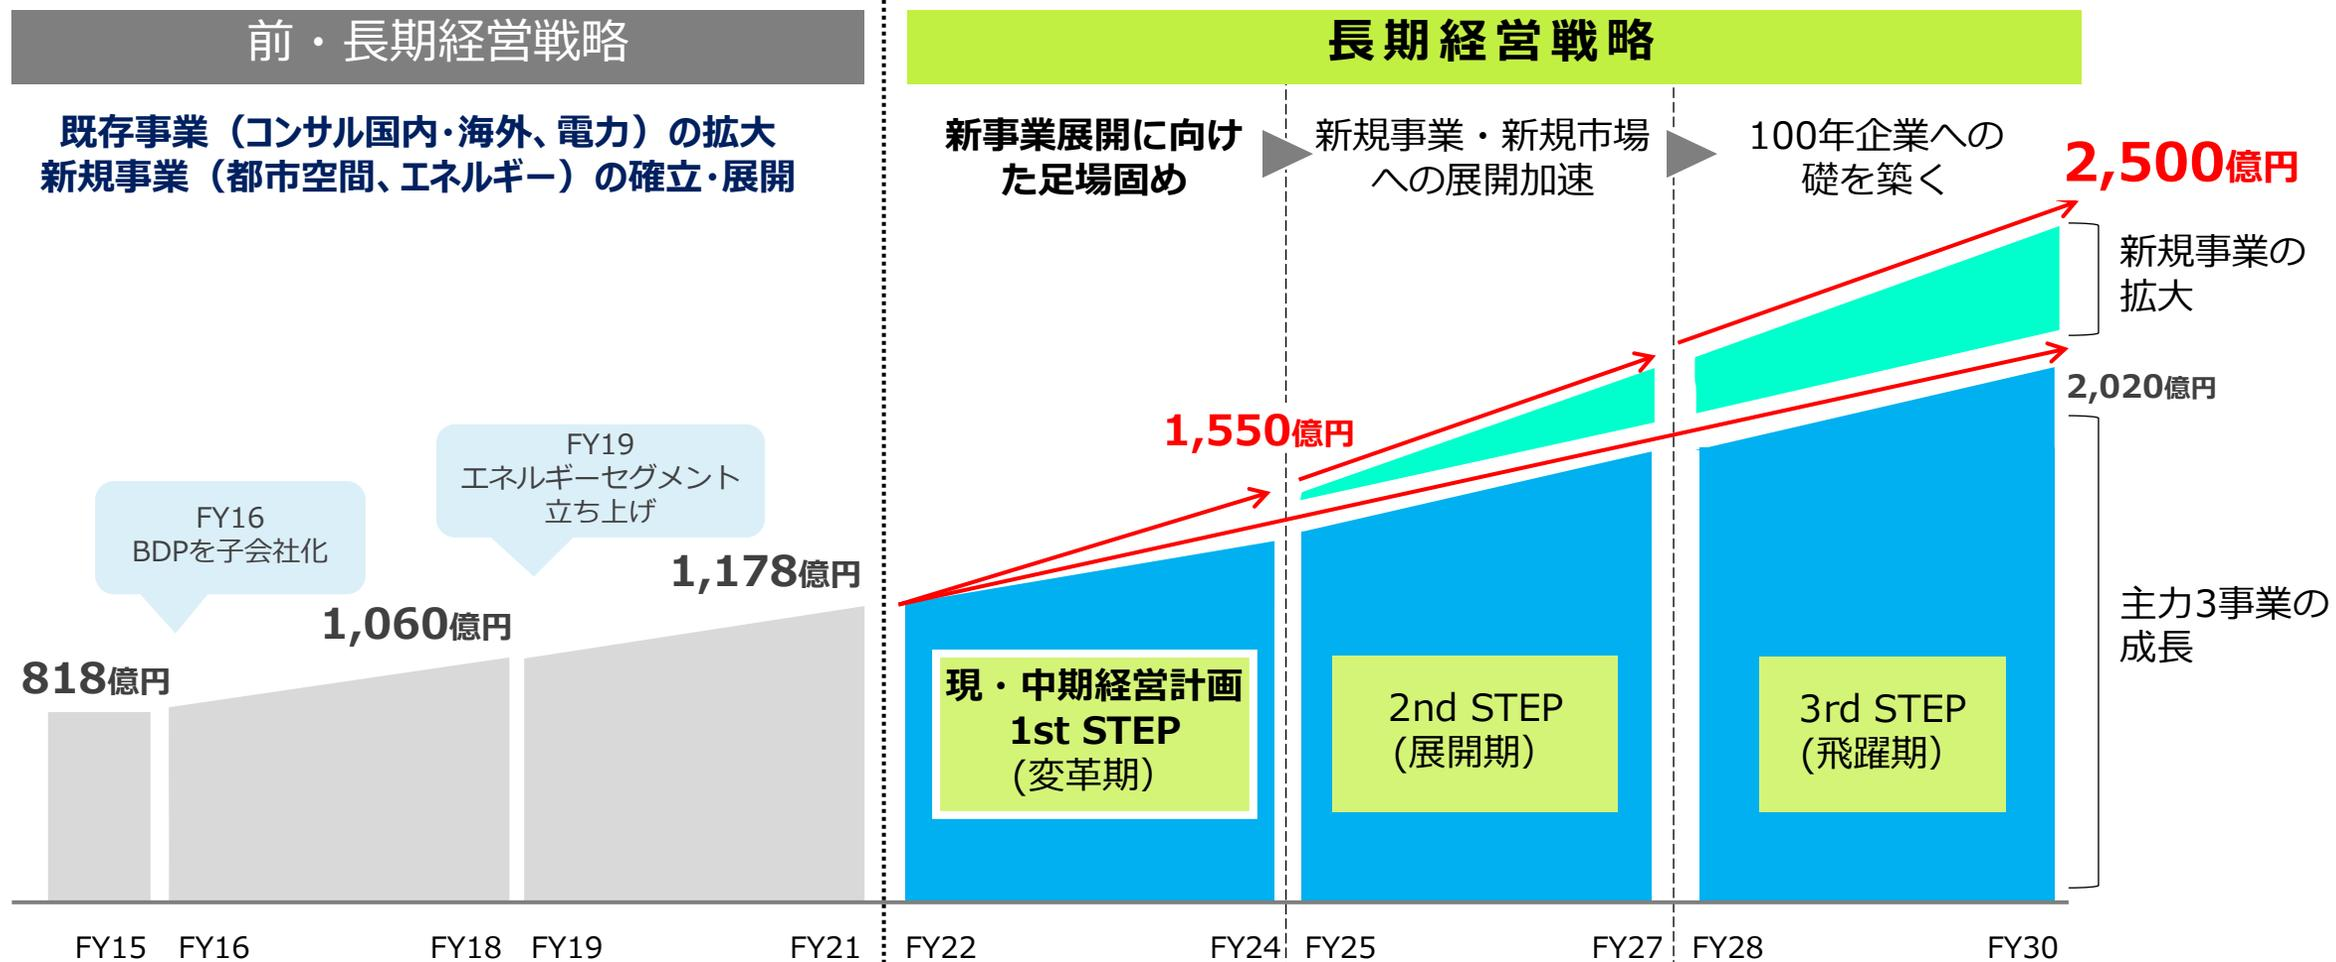 前・長期経営戦略
長期経営戦略
既存事業（コンサル国内･海外、電力）の拡大
新規事業（都市空間、エネルギー）の確立･展開
新事業展開に向け
た足場固め
新規事業・新規市場
への展開加速
100年企業への
礎を築く
2,500億円
新規事業の
拡大
2,020億円
1,550億円
FY19
エネルギーセグメント
立ち上げ
FY16
BDPを子会社化
1,178億円
1,060億円
818億円
主力3事業の
成長
現・中期経営計画
1st STEP
(変革期）
2nd STEP
(展開期）
3rd STEP
(飛躍期）
FY15 FY16 FY18 FY19 FY21 FY22 FY24 FY25 FY27 FY28 FY30